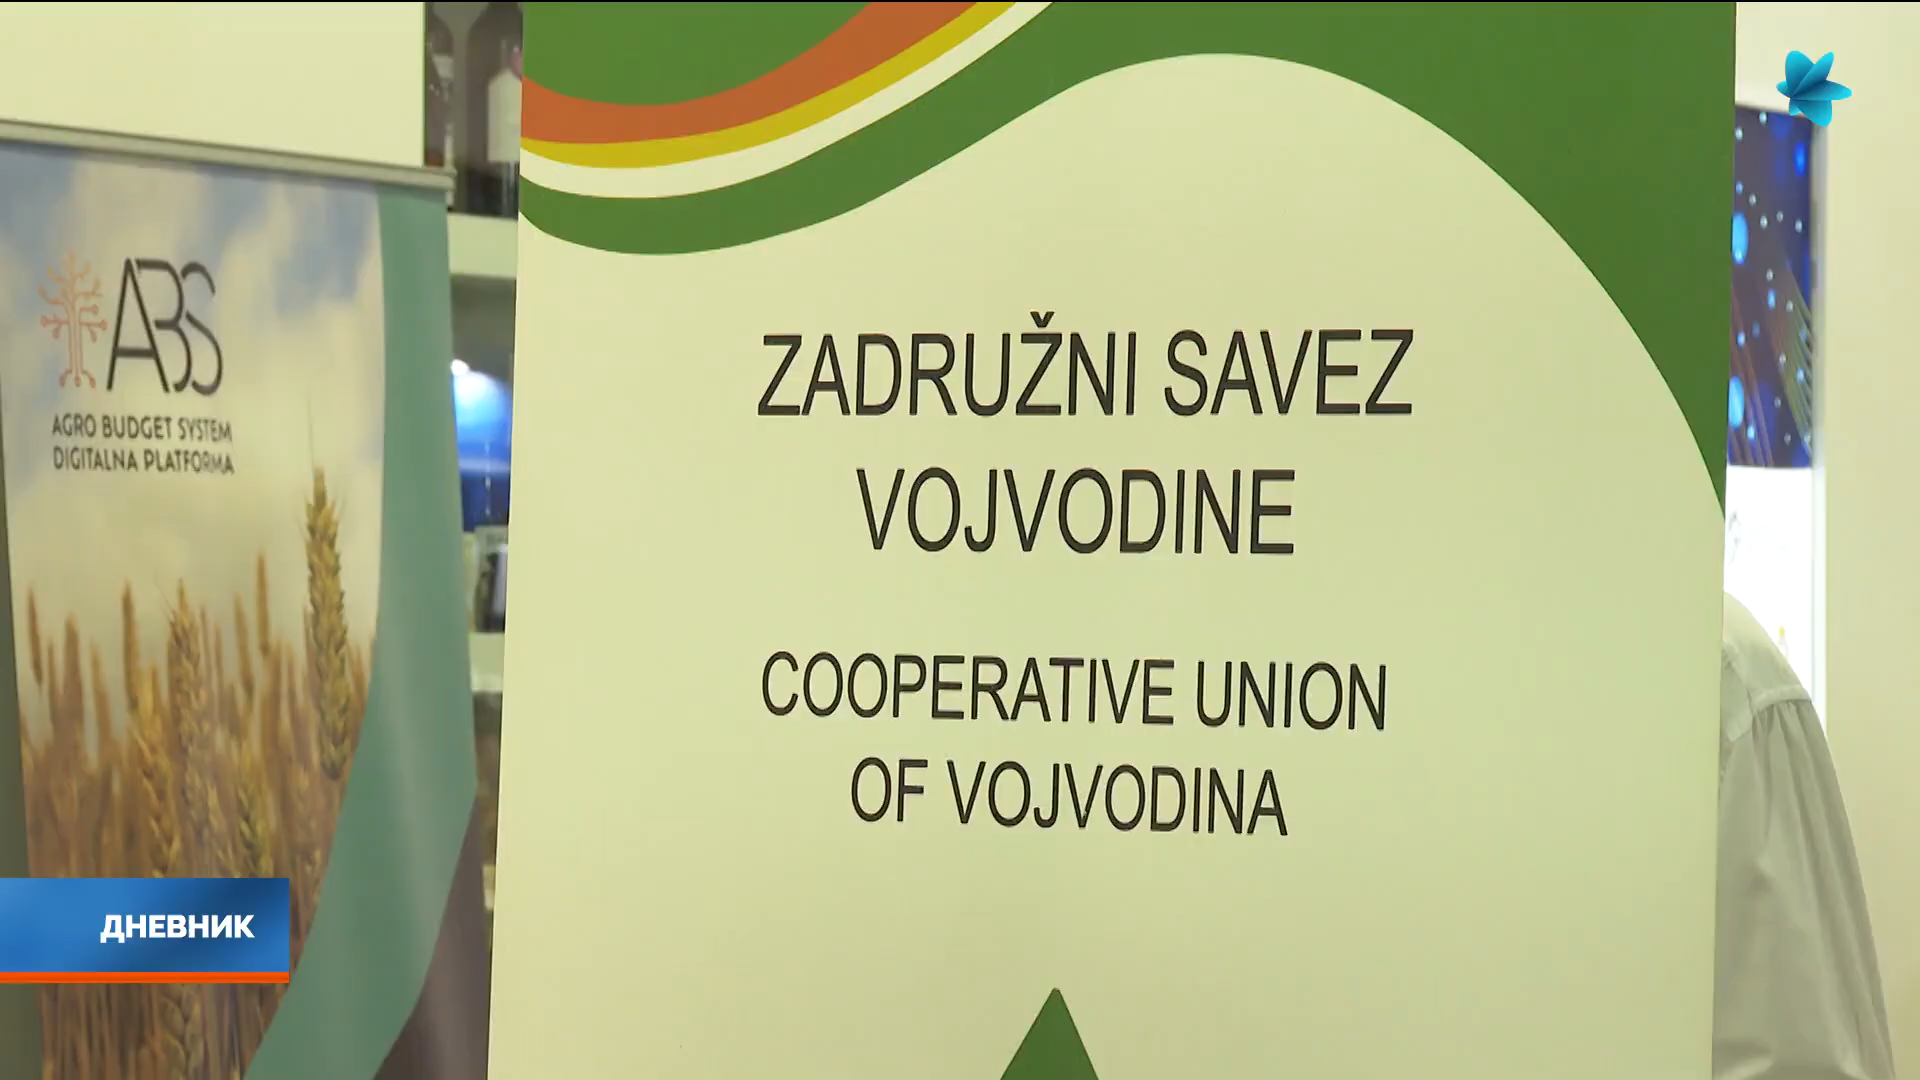 ABS
AGRO BUDGET SYSTEM
DIGITALNA PLATFORMA
ZADRUŽNI SAVEZ
VOJVODINE
COOPERATIVE UNION
OF VOJVODINA
ДНЕВНИК